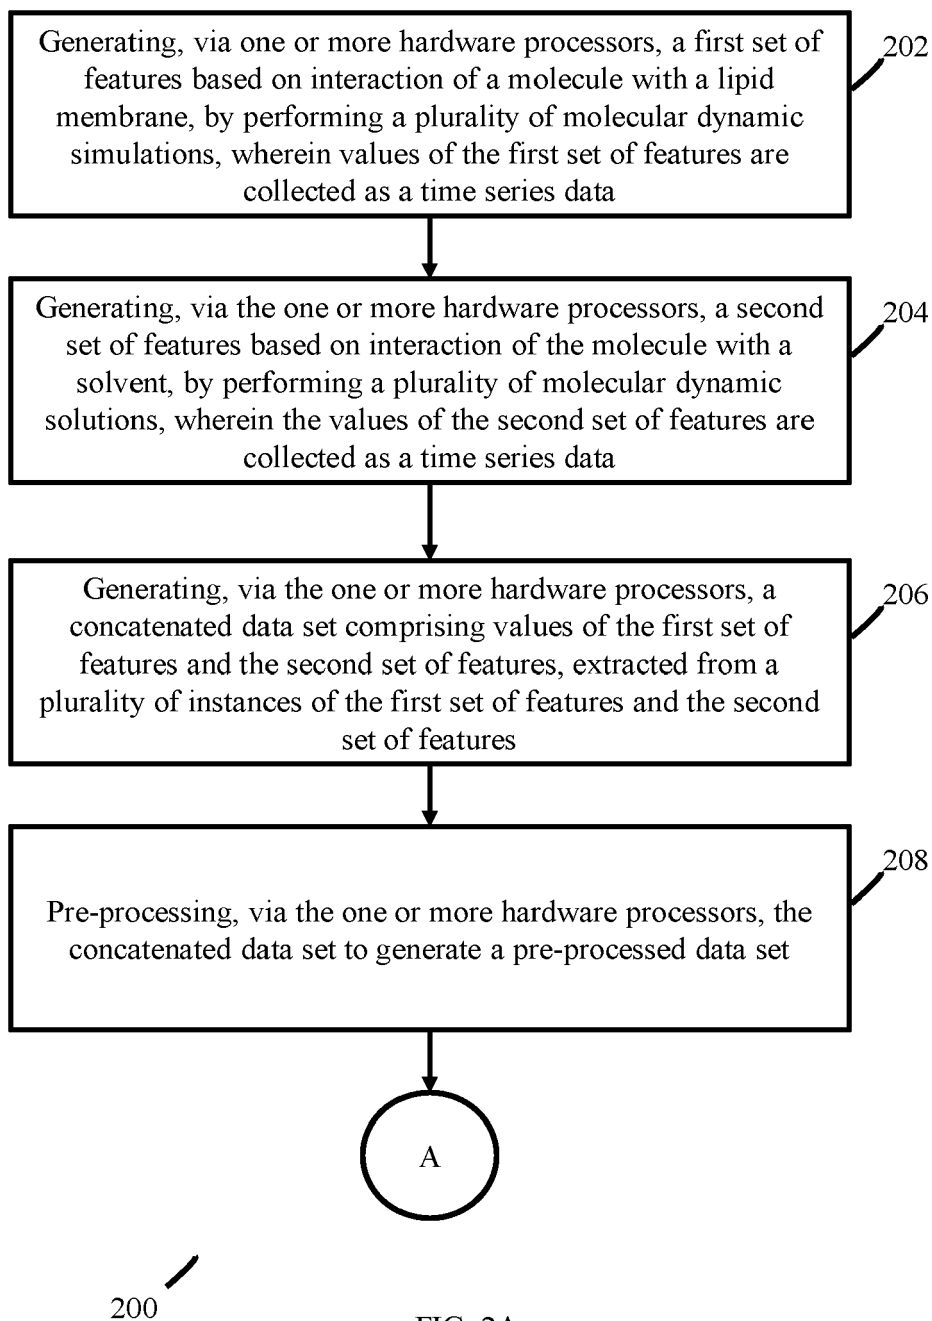 Generating, via one or more hardware processors, a first set of
features based on interaction of a molecule with a lipid
membrane, by performing a plurality of molecular dynamic
simulations, wherein values of the first set of features are
collected as a time series data
202
Generating, via the one or more hardware processors, a second
set of features based on interaction of the molecule with a
solvent, by performing a plurality of molecular dynamic
solutions, wherein the values of the second set of features are
collected as a time series data
204
Generating, via the one or more hardware processors, a
concatenated data set comprising values of the first set of
features and the second set of features, extracted from a
plurality of instances of the first set of features and the second
set of features
206
Pre-processing, via the one or more hardware processors, the
concatenated data set to generate a pre-processed data set
208
A
200
FIG. 2A